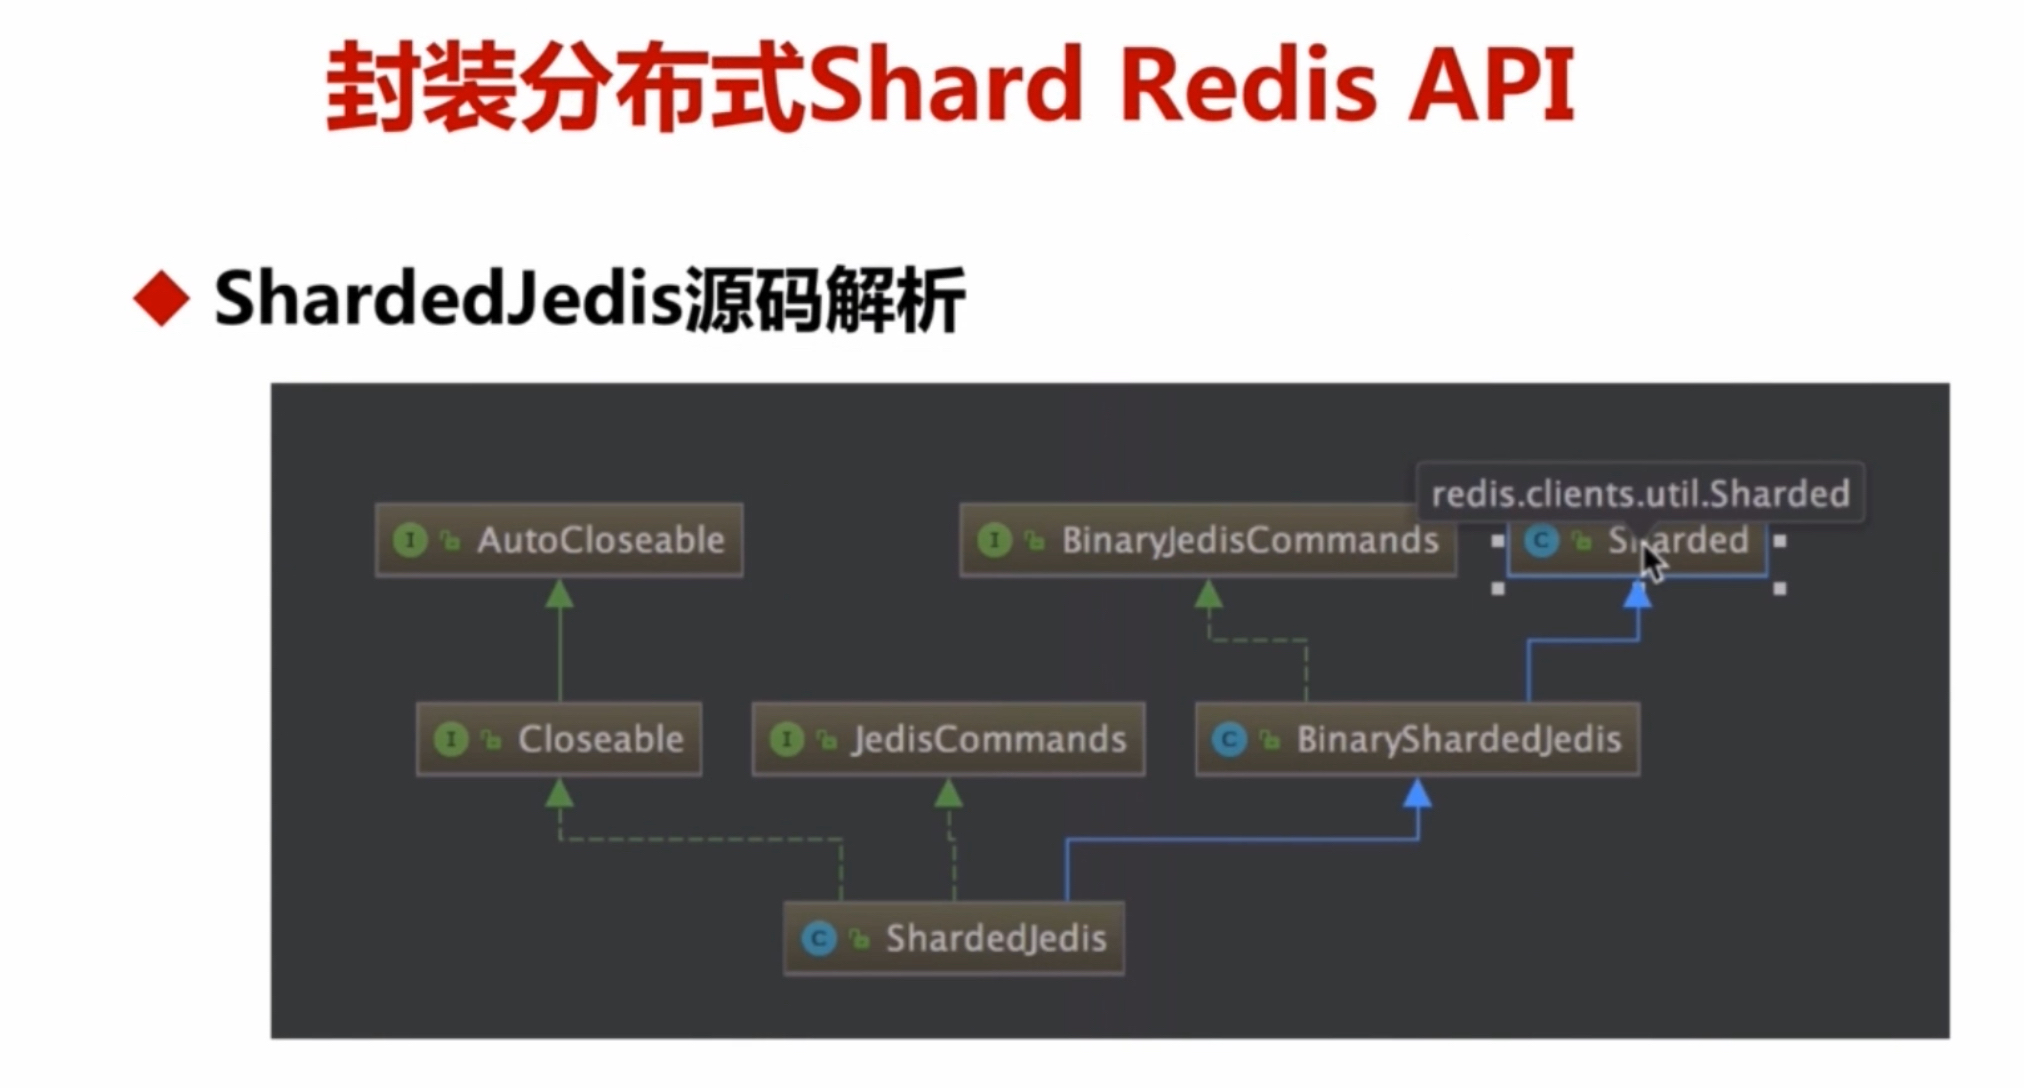 封装分布式Shard Redis API
ShardedJedis源码解析
redis.clients.util.Sharded
I AutoCloseable
I BinaryJedisCommands
C Sharded
I Closeable
I JedisCommands
C BinaryShardedJedis
C ShardedJedis